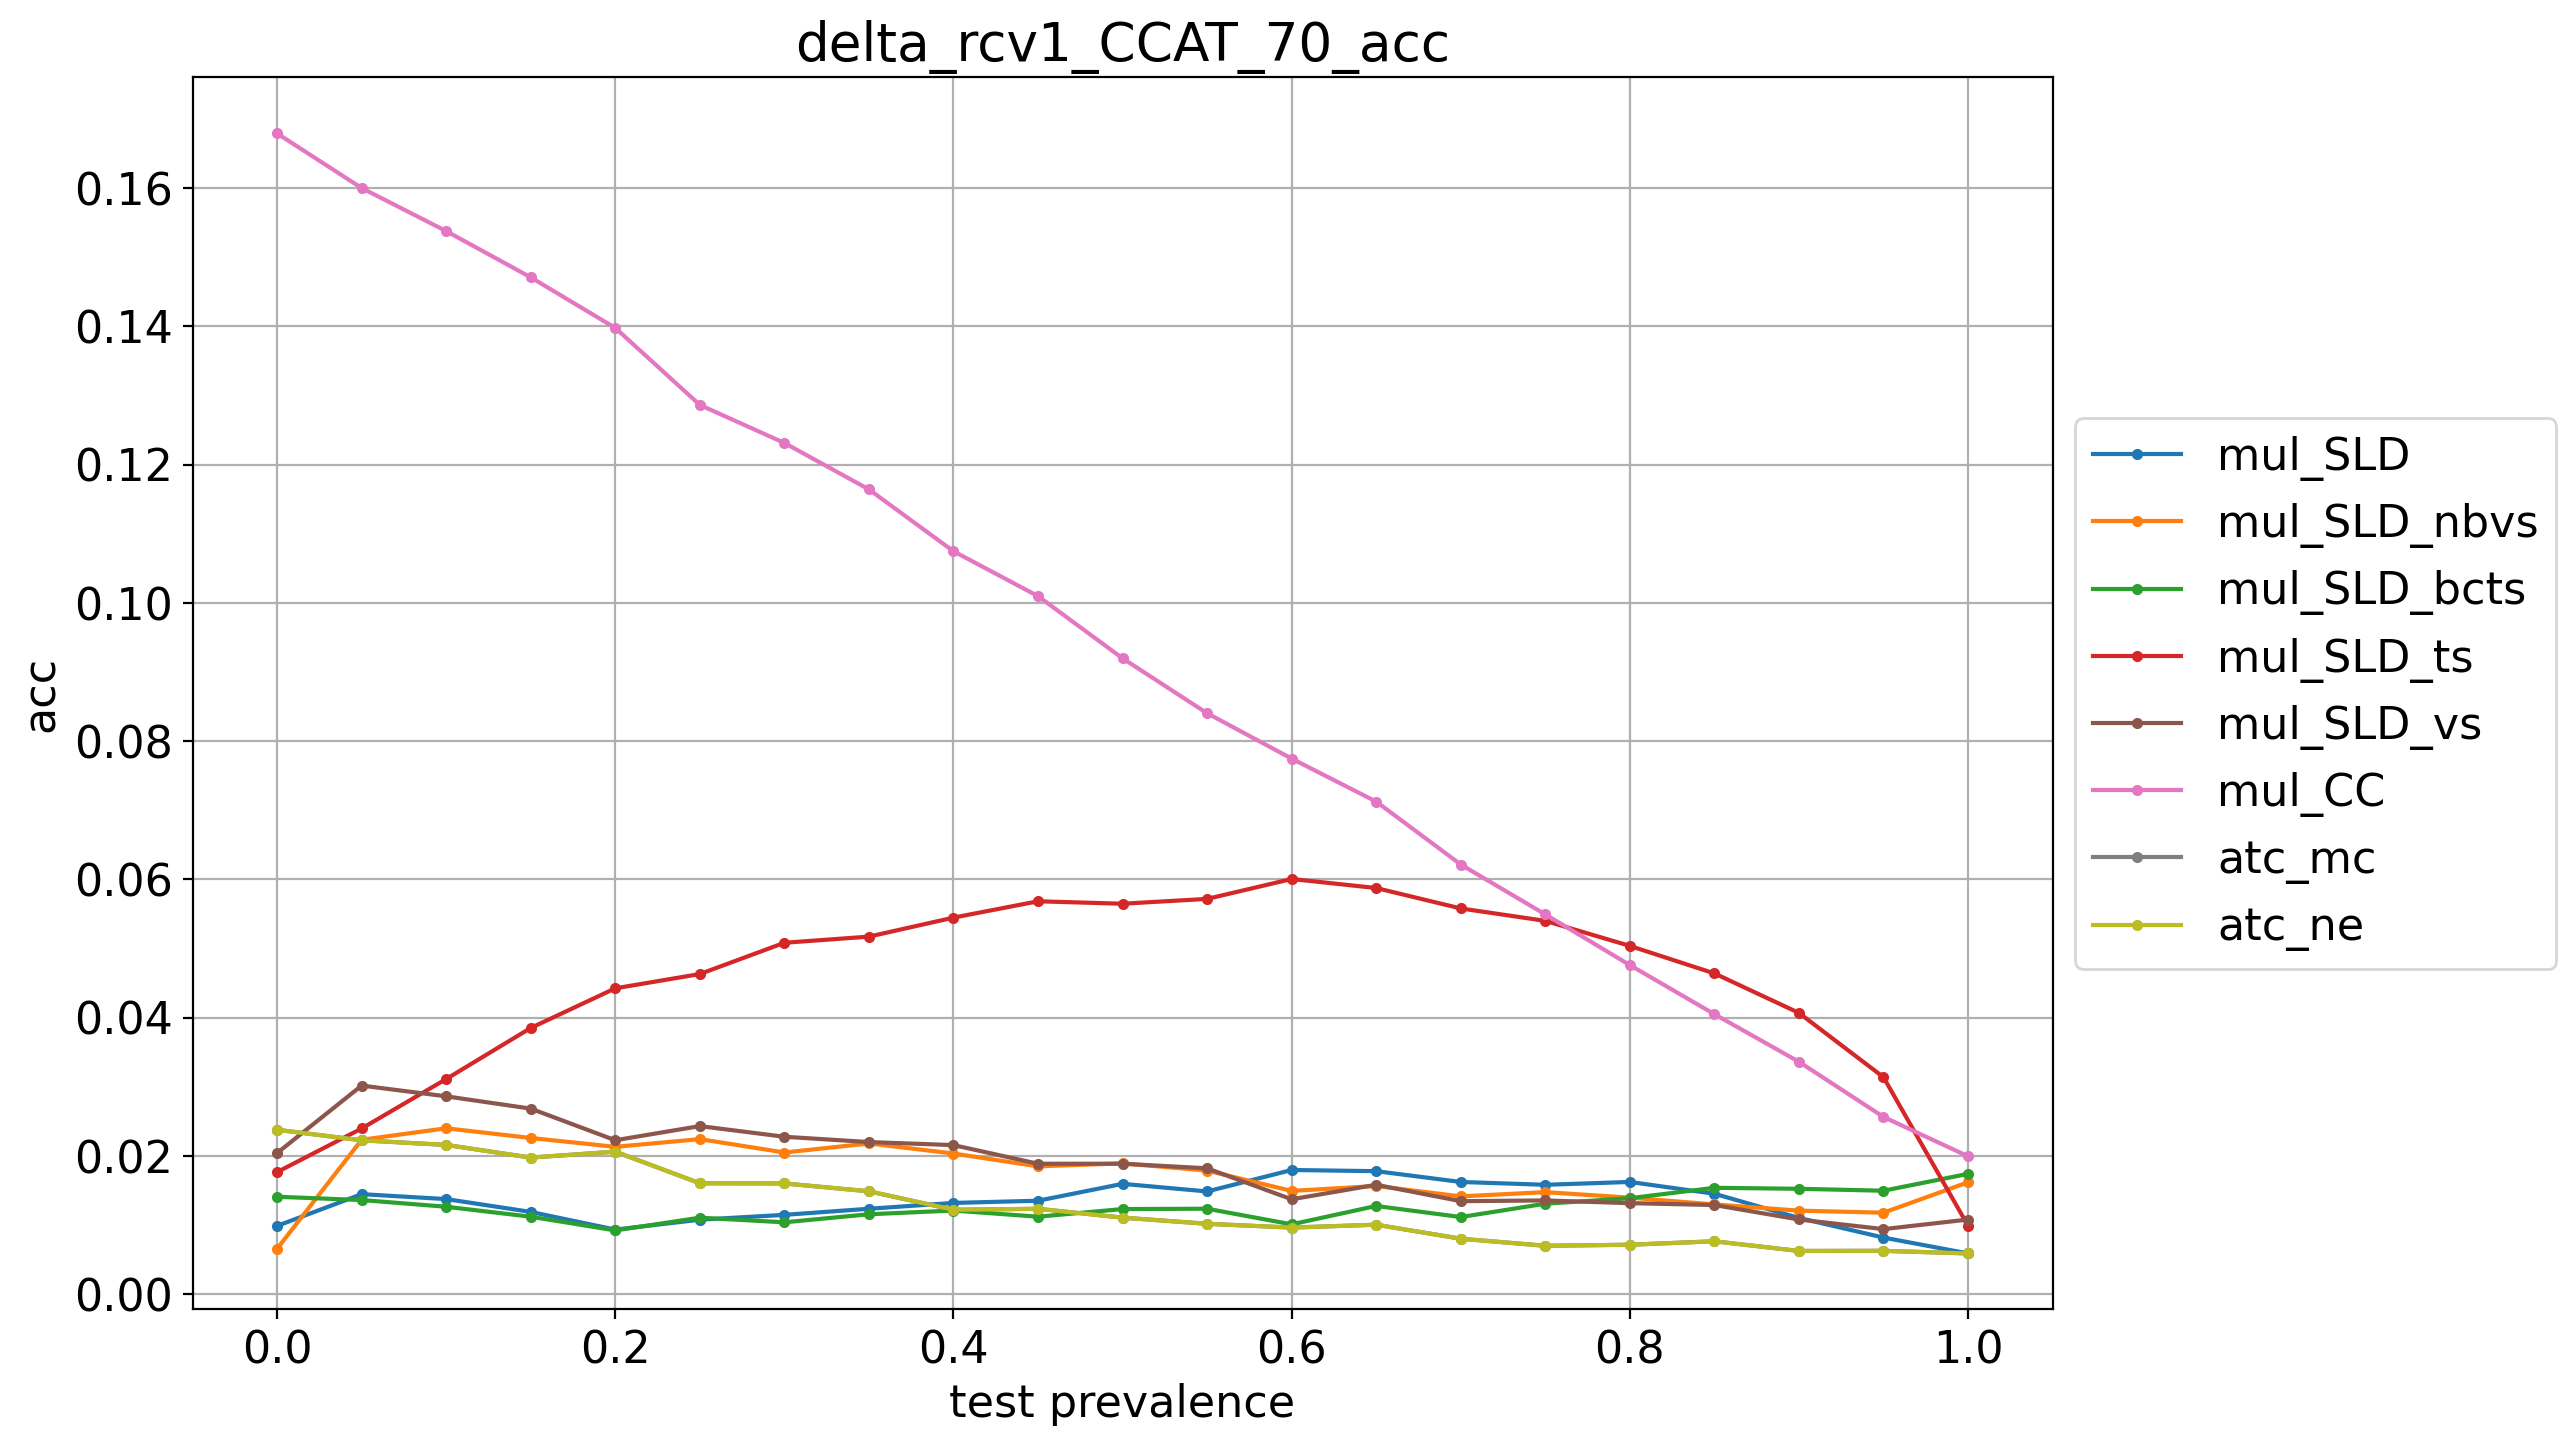 delta_rcv1_CCAT_70_acc
acc
0.16
0.14
0.12
0.10
0.08
0.06
0.04
0.02
0.00
0.0 0.2 0.4 0.6 0.8 1.0
test prevalence
mul_SLD
mul_SLD_nbvs
mul_SLD_bcts
mul_SLD_ts
mul_SLD_vs
mul_CC
atc_mc
atc_ne